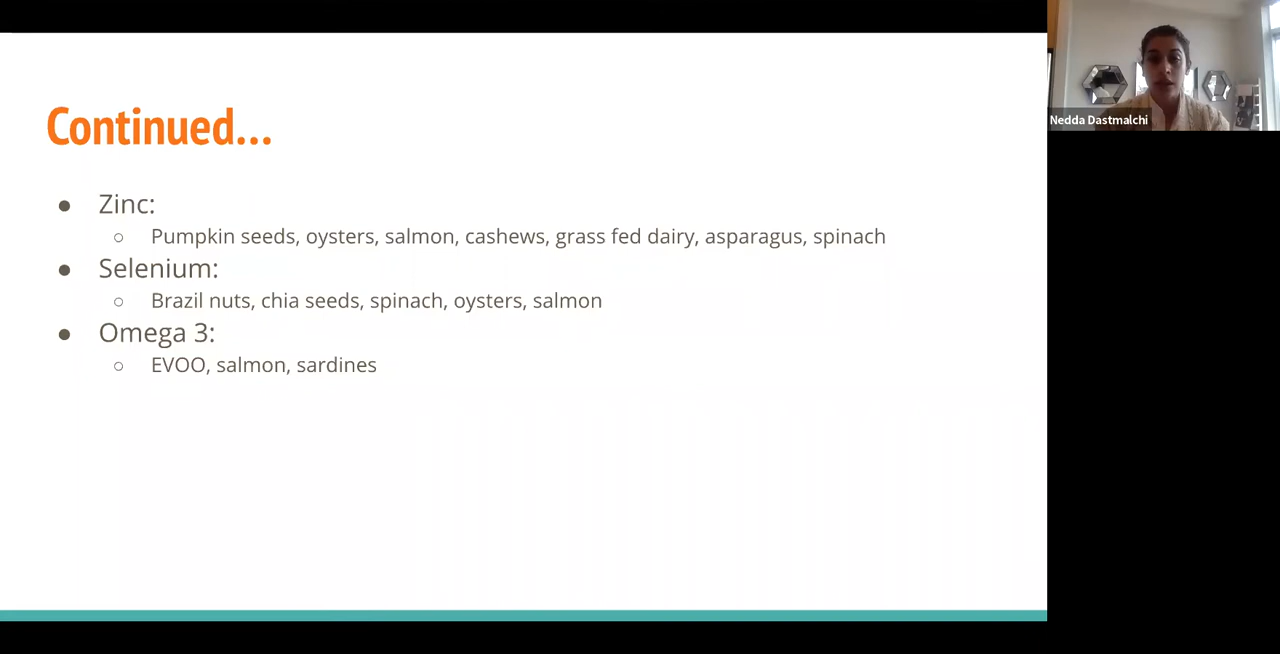 Continued...
● Zinc:
○ Pumpkin seeds, oysters, salmon, cashews, grass fed dairy, asparagus, spinach
● Selenium:
○ Brazil nuts, chia seeds, spinach, oysters, salmon
● Omega 3:
○ EVOO, salmon, sardines
Nedda Dastmalchi